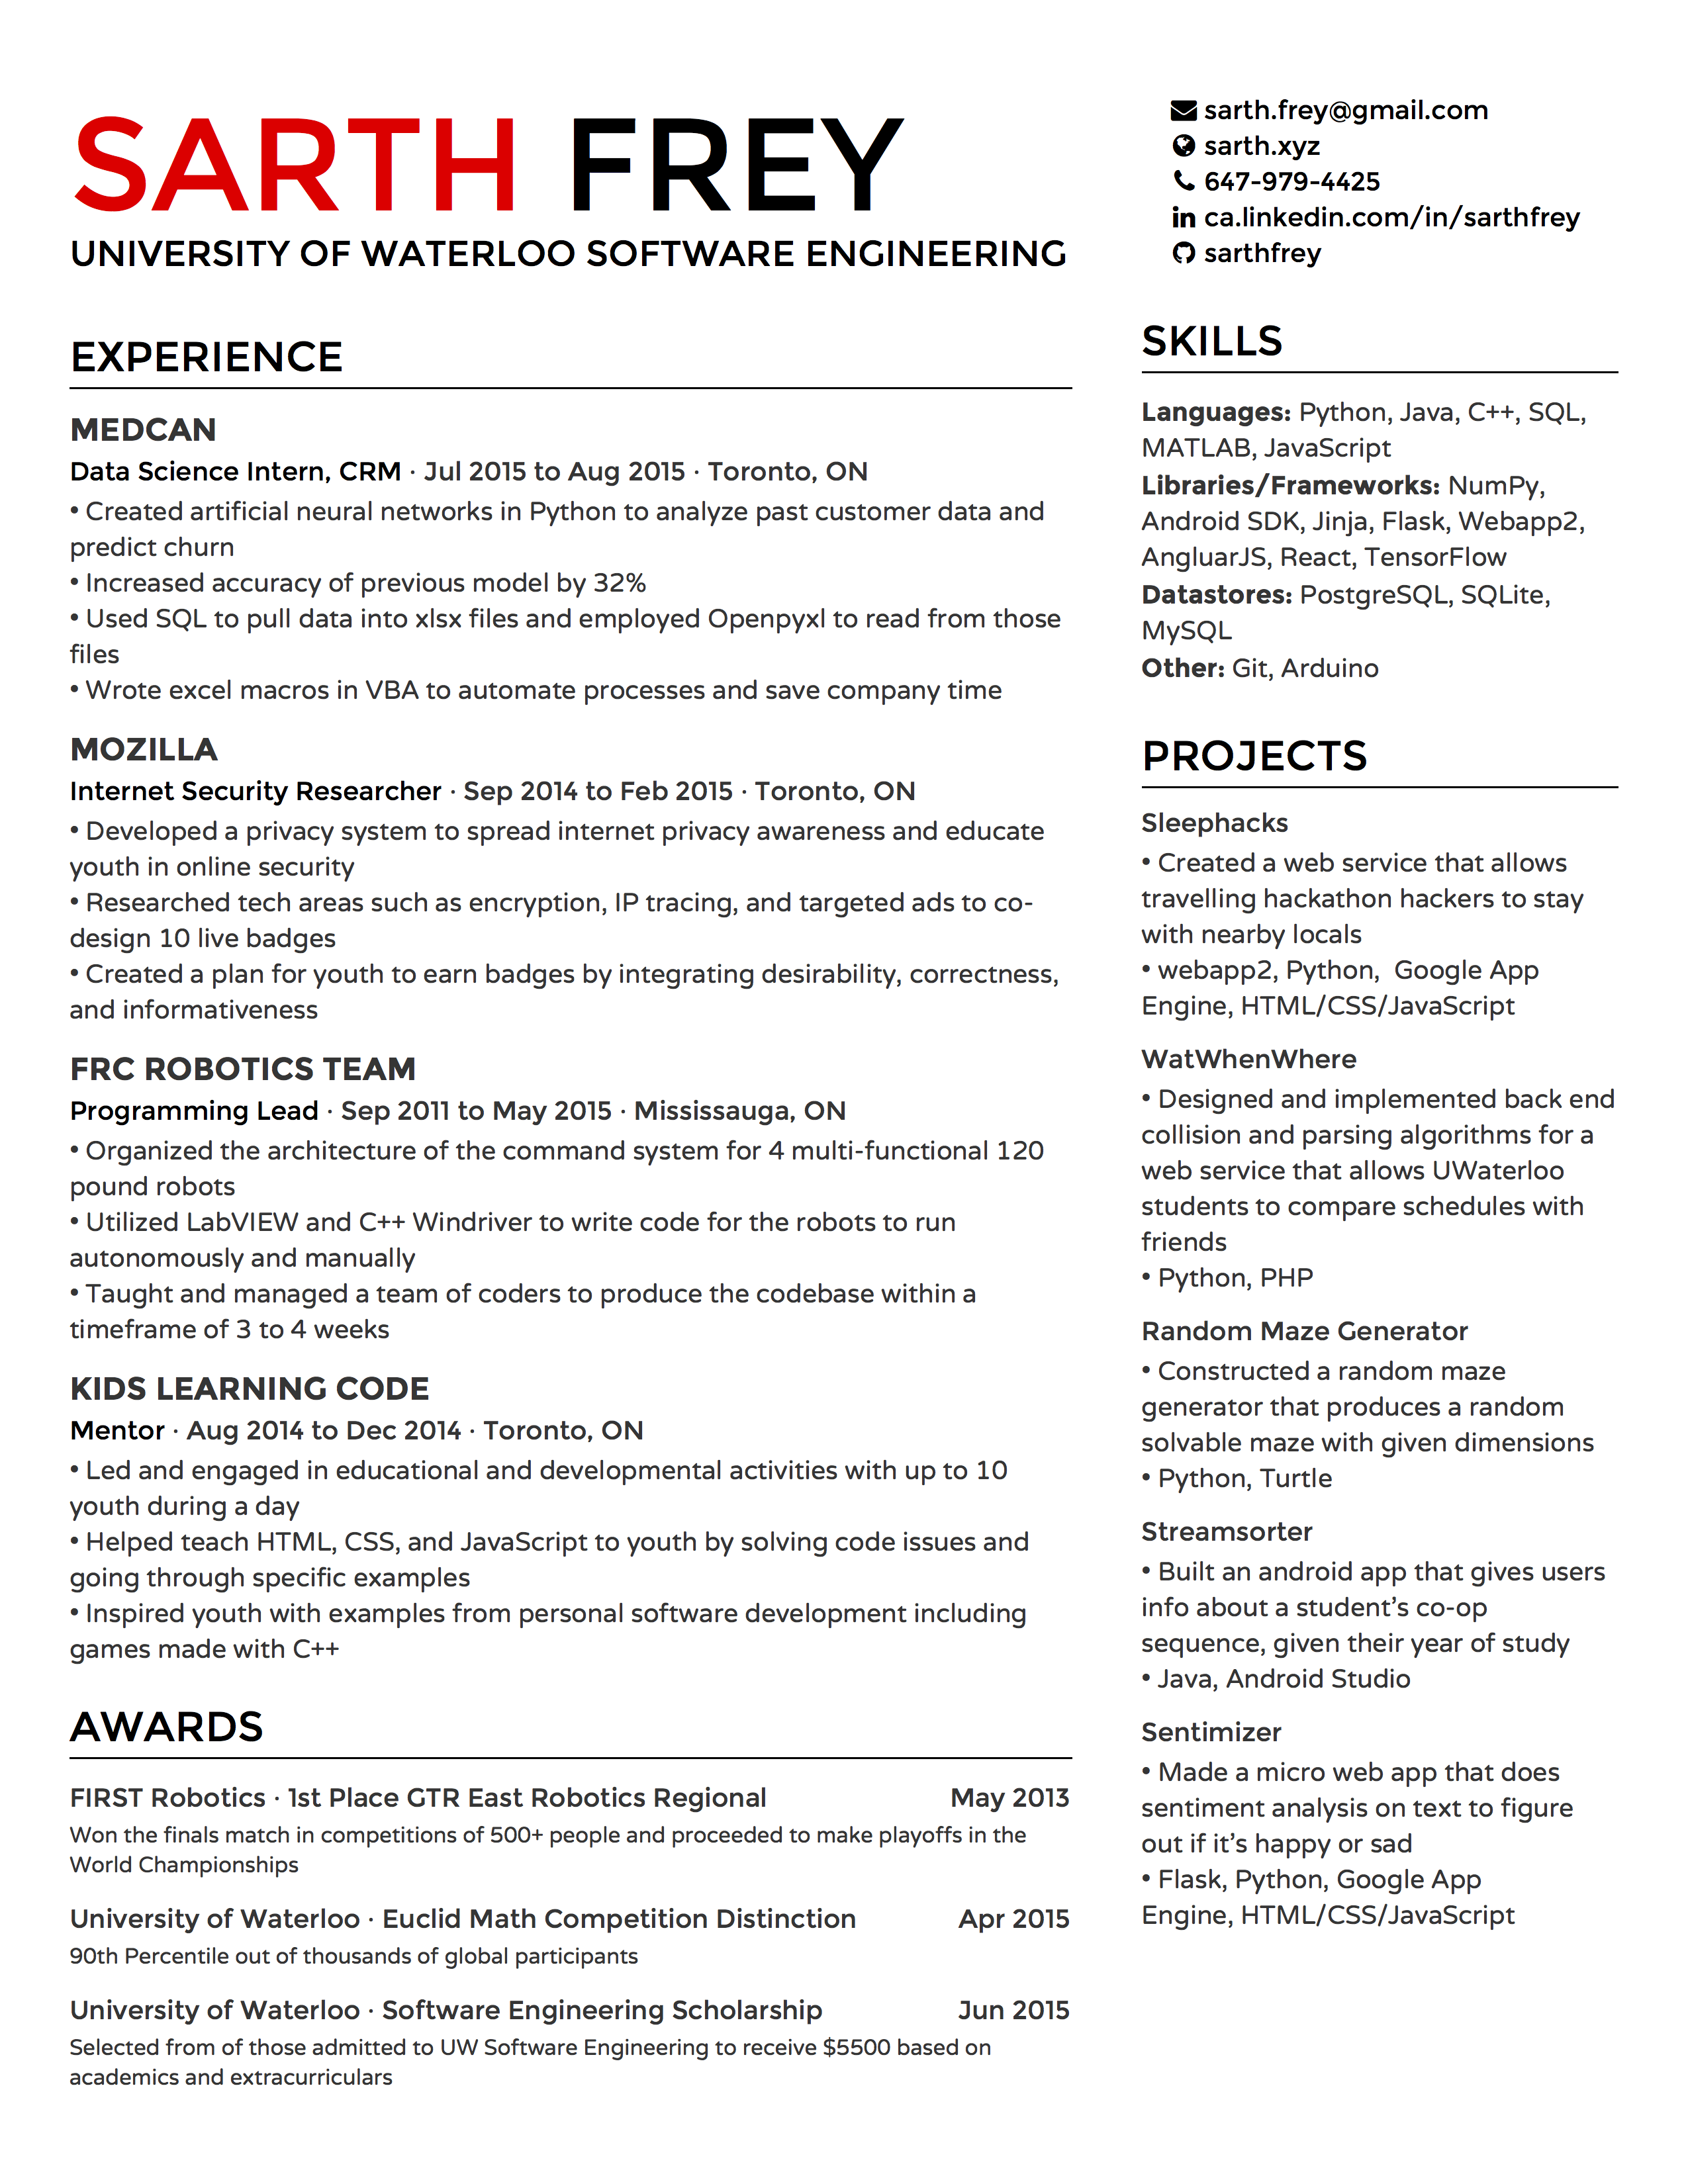 SARTH FREY
UNIVERSITY OF WATERLOO SOFTWARE ENGINEERING
sarth.frey@gmail.com
sarth.xyz
647-979-4425
ca.linkedin.com/in/sarthfrey
sarthfrey
EXPERIENCE
MEDCAN
Data Science Intern, CRM · Jul 2015 to Aug 2015 · Toronto, ON
• Created artificial neural networks in Python to analyze past customer data and
predict churn
• Increased accuracy of previous model by 32%
• Used SQL to pull data into xlsx files and employed Openpyxl to read from those
files
• Wrote excel macros in VBA to automate processes and save company time
MOZILLA
Internet Security Researcher · Sep 2014 to Feb 2015 · Toronto, ON
• Developed a privacy system to spread internet privacy awareness and educate
youth in online security
• Researched tech areas such as encryption, IP tracing, and targeted ads to co-
design 10 live badges
• Created a plan for youth to earn badges by integrating desirability, correctness,
and informativeness
FRC ROBOTICS TEAM
Programming Lead · Sep 2011 to May 2015 · Mississauga, ON
• Organized the architecture of the command system for 4 multi-functional 120
pound robots
• Utilized LabVIEW and C++ Windriver to write code for the robots to run
autonomously and manually
• Taught and managed a team of coders to produce the codebase within a
timeframe of 3 to 4 weeks
KIDS LEARNING CODE
Mentor · Aug 2014 to Dec 2014 · Toronto, ON
• Led and engaged in educational and developmental activities with up to 10
youth during a day
• Helped teach HTML, CSS, and JavaScript to youth by solving code issues and
going through specific examples
• Inspired youth with examples from personal software development including
games made with C++
AWARDS
FIRST Robotics · 1st Place GTR East Robotics Regional May 2013
Won the finals match in competitions of 500+ people and proceeded to make playoffs in the
World Championships
University of Waterloo · Euclid Math Competition Distinction Apr 2015
90th Percentile out of thousands of global participants
University of Waterloo · Software Engineering Scholarship Jun 2015
Selected from of those admitted to UW Software Engineering to receive $5500 based on
academics and extracurriculars
SKILLS
Languages: Python, Java, C++, SQL,
MATLAB, JavaScript
Libraries/Frameworks: NumPy,
Android SDK, Jinja, Flask, Webapp2,
AngluarJS, React, TensorFlow
Datastores: PostgreSQL, SQLite,
MySQL
Other: Git, Arduino
PROJECTS
Sleephacks
• Created a web service that allows
travelling hackathon hackers to stay
with nearby locals
• webapp2, Python,  Google App
Engine, HTML/CSS/JavaScript
WatWhenWhere
• Designed and implemented back end
collision and parsing algorithms for a
web service that allows UWaterloo
students to compare schedules with
friends
• Python, PHP
Random Maze Generator
• Constructed a random maze
generator that produces a random
solvable maze with given dimensions
• Python, Turtle
Streamsorter
• Built an android app that gives users
info about a student’s co-op
sequence, given their year of study
• Java, Android Studio
Sentimizer
• Made a micro web app that does
sentiment analysis on text to figure
out if it’s happy or sad
• Flask, Python, Google App
Engine, HTML/CSS/JavaScript